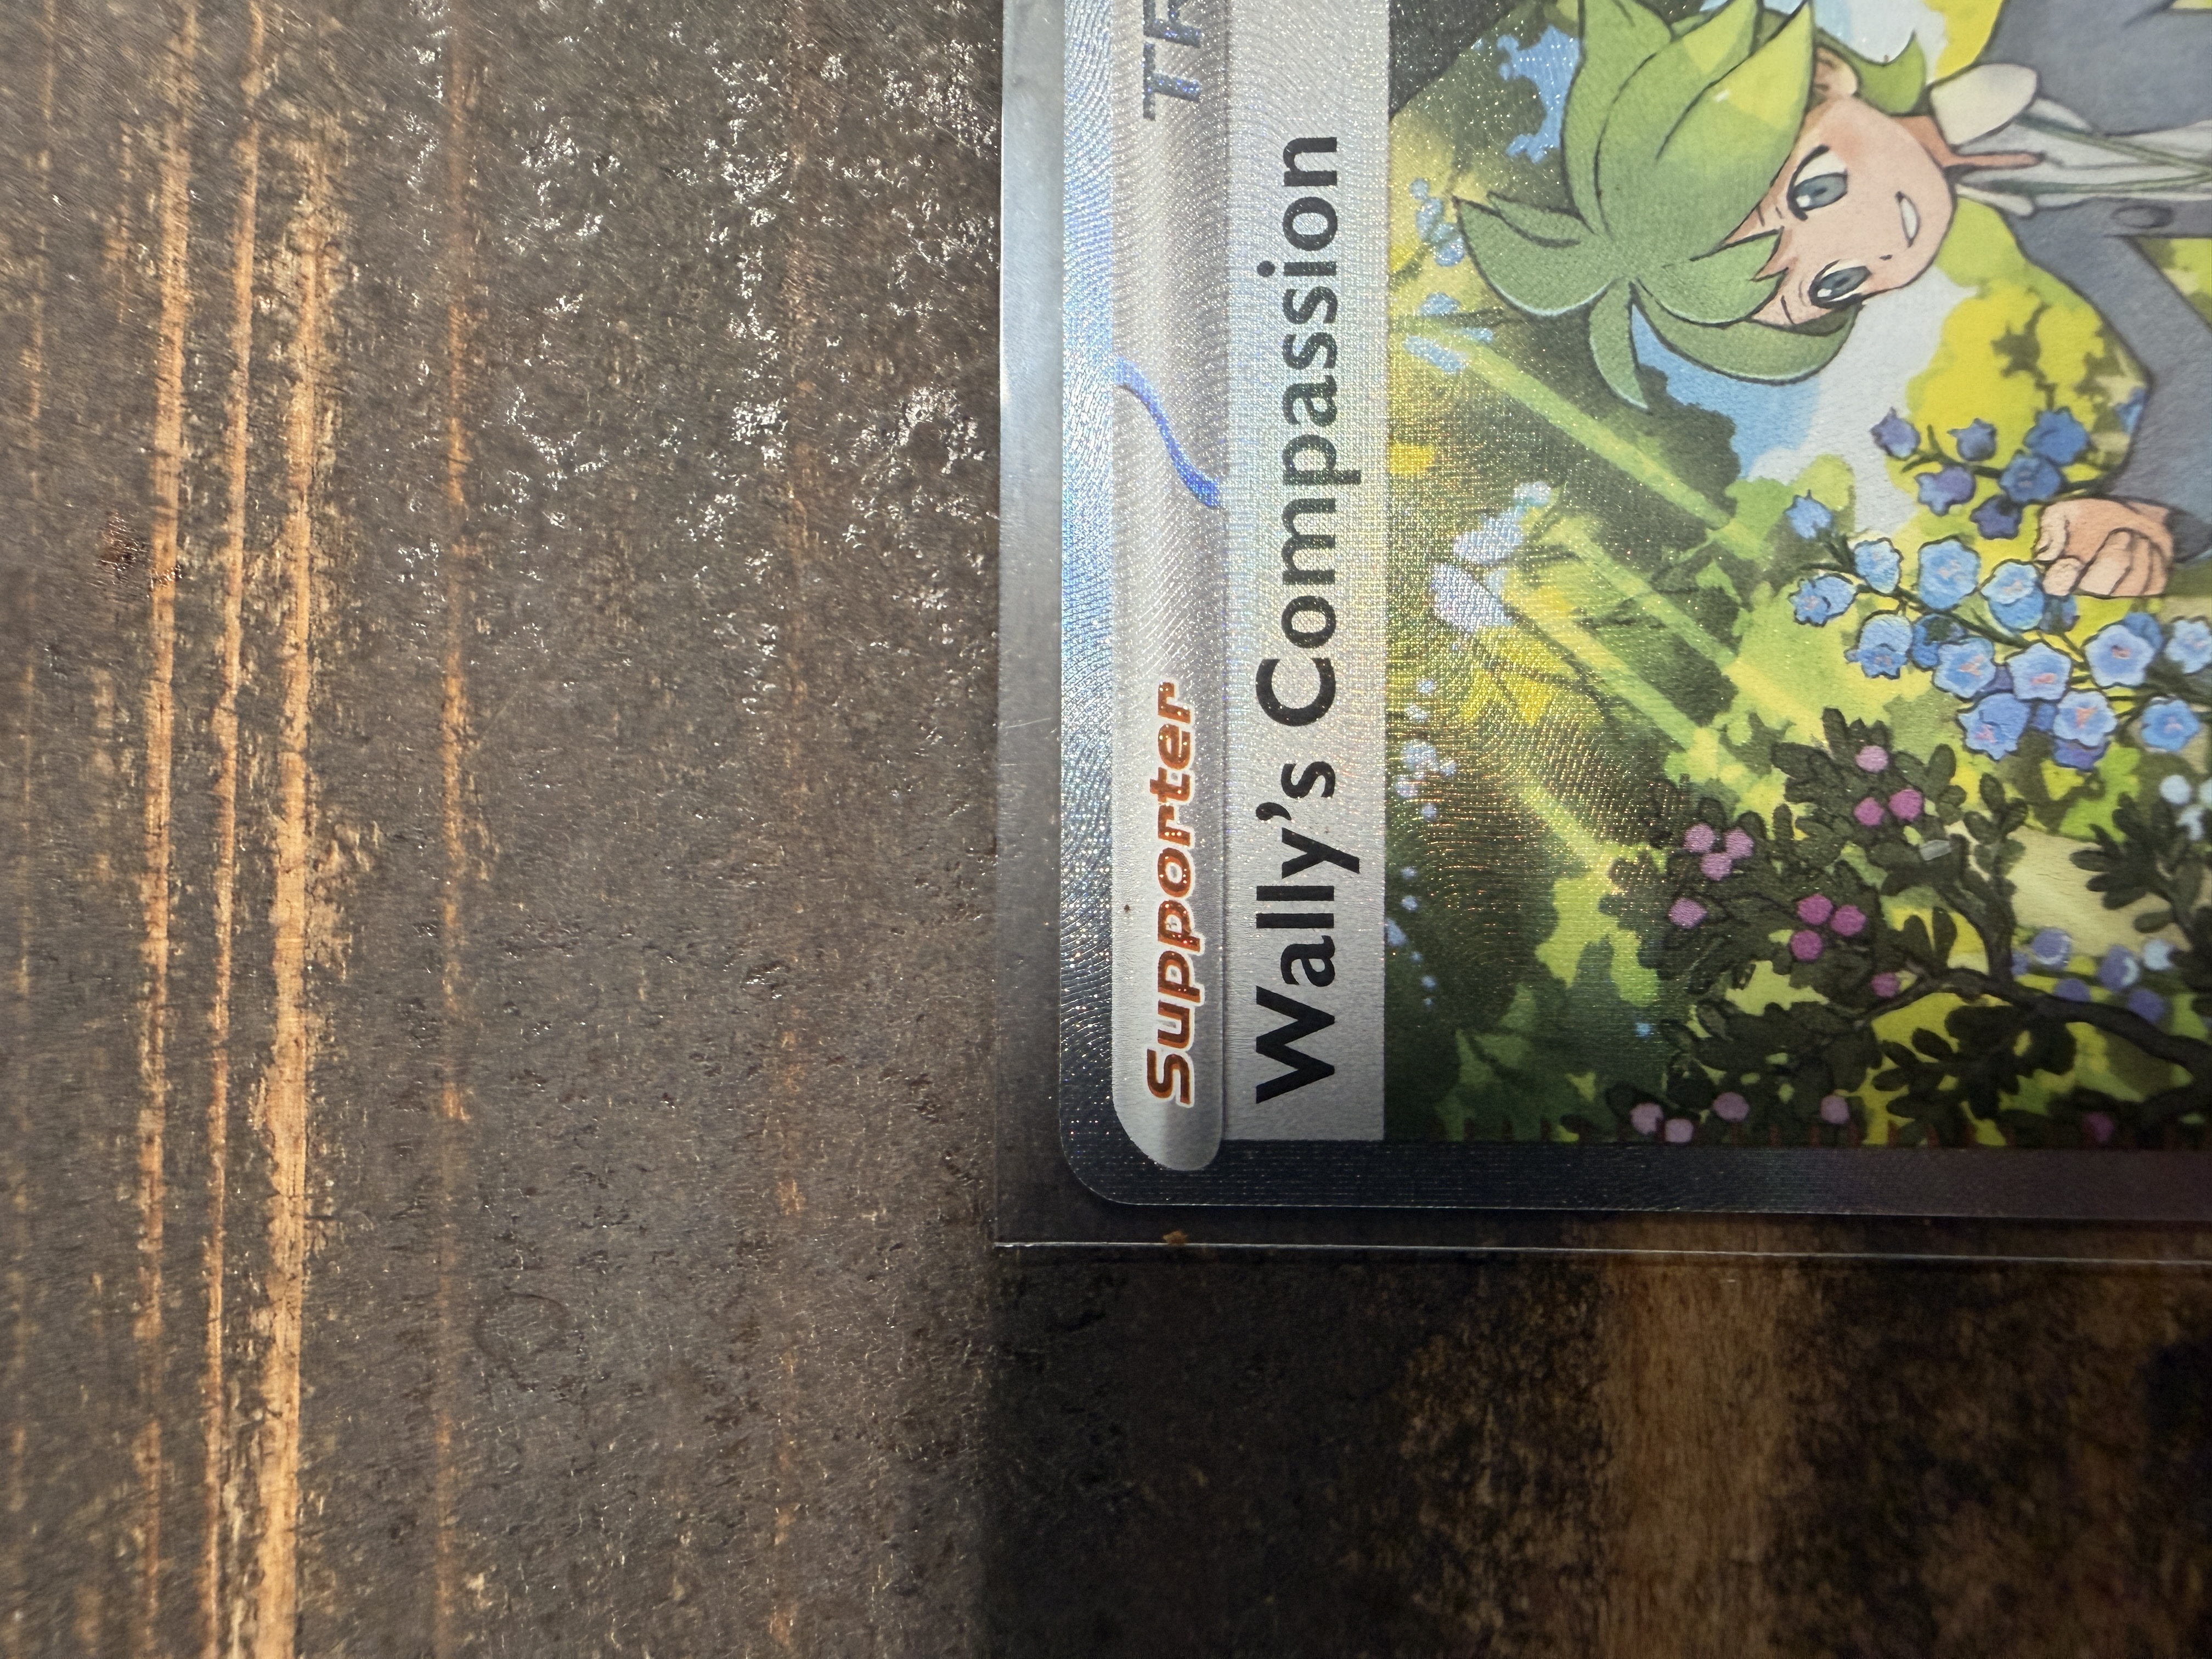 Supporter
Wally's Compassion